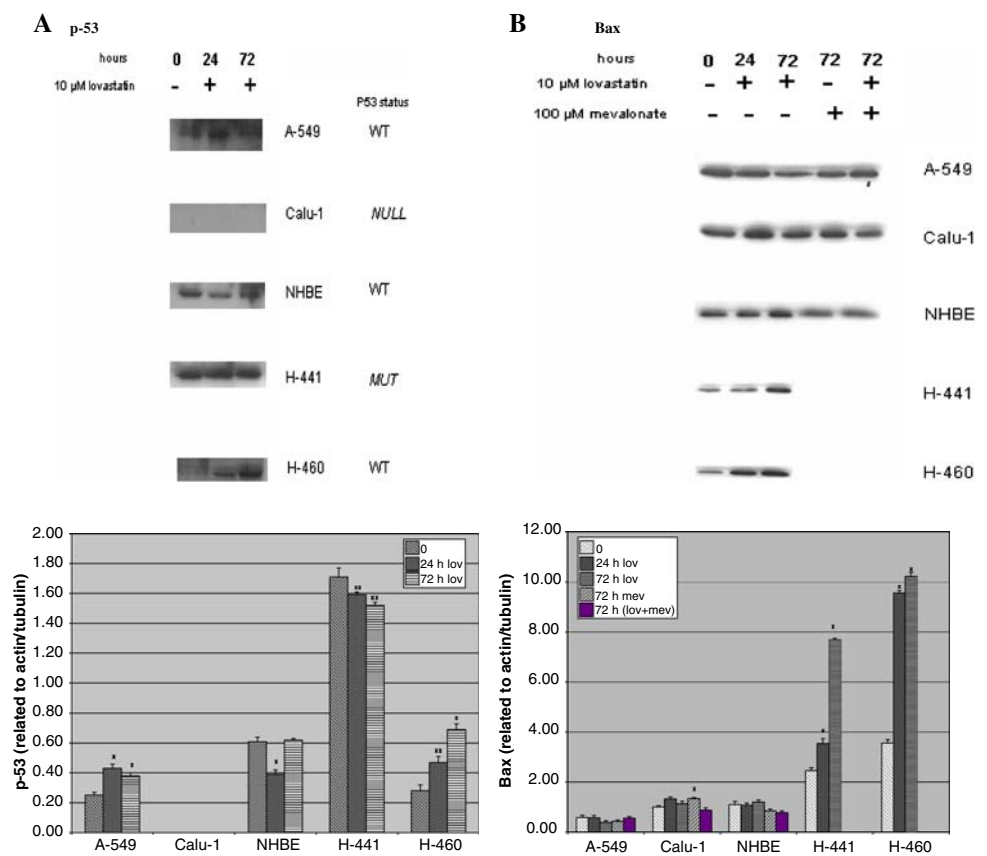 A p-53
hours 0 24 72
10 µM lovastatin - + +
P53 status
A-549 WT
Calu-1 NULL
NHBE WT
H-441 MUT
H-460 WT
B Bax
hours 0 24 72 72 72
10 µM lovastatin - + + - +
100 µM mevalonate - - - + +
A-549
Calu-1
NHBE
H-441
H-460
p-53 (related to actin/tubulin)
2.00
1.80
1.60
1.40
1.20
1.00
0.80
0.60
0.40
0.20
0.00
0
24 h lov
72 h lov
x
x
x
xx
xx
xx
x
A-549 Calu-1 NHBE H-441 H-460
Bax (related to actin/tubulin)
12.00
10.00
8.00
6.00
4.00
2.00
0.00
0
24 h lov
72 h lov
72 h mev
72 h (lov+mev)
x
x
x
x
x
A-549 Calu-1 NHBE H-441 H-460